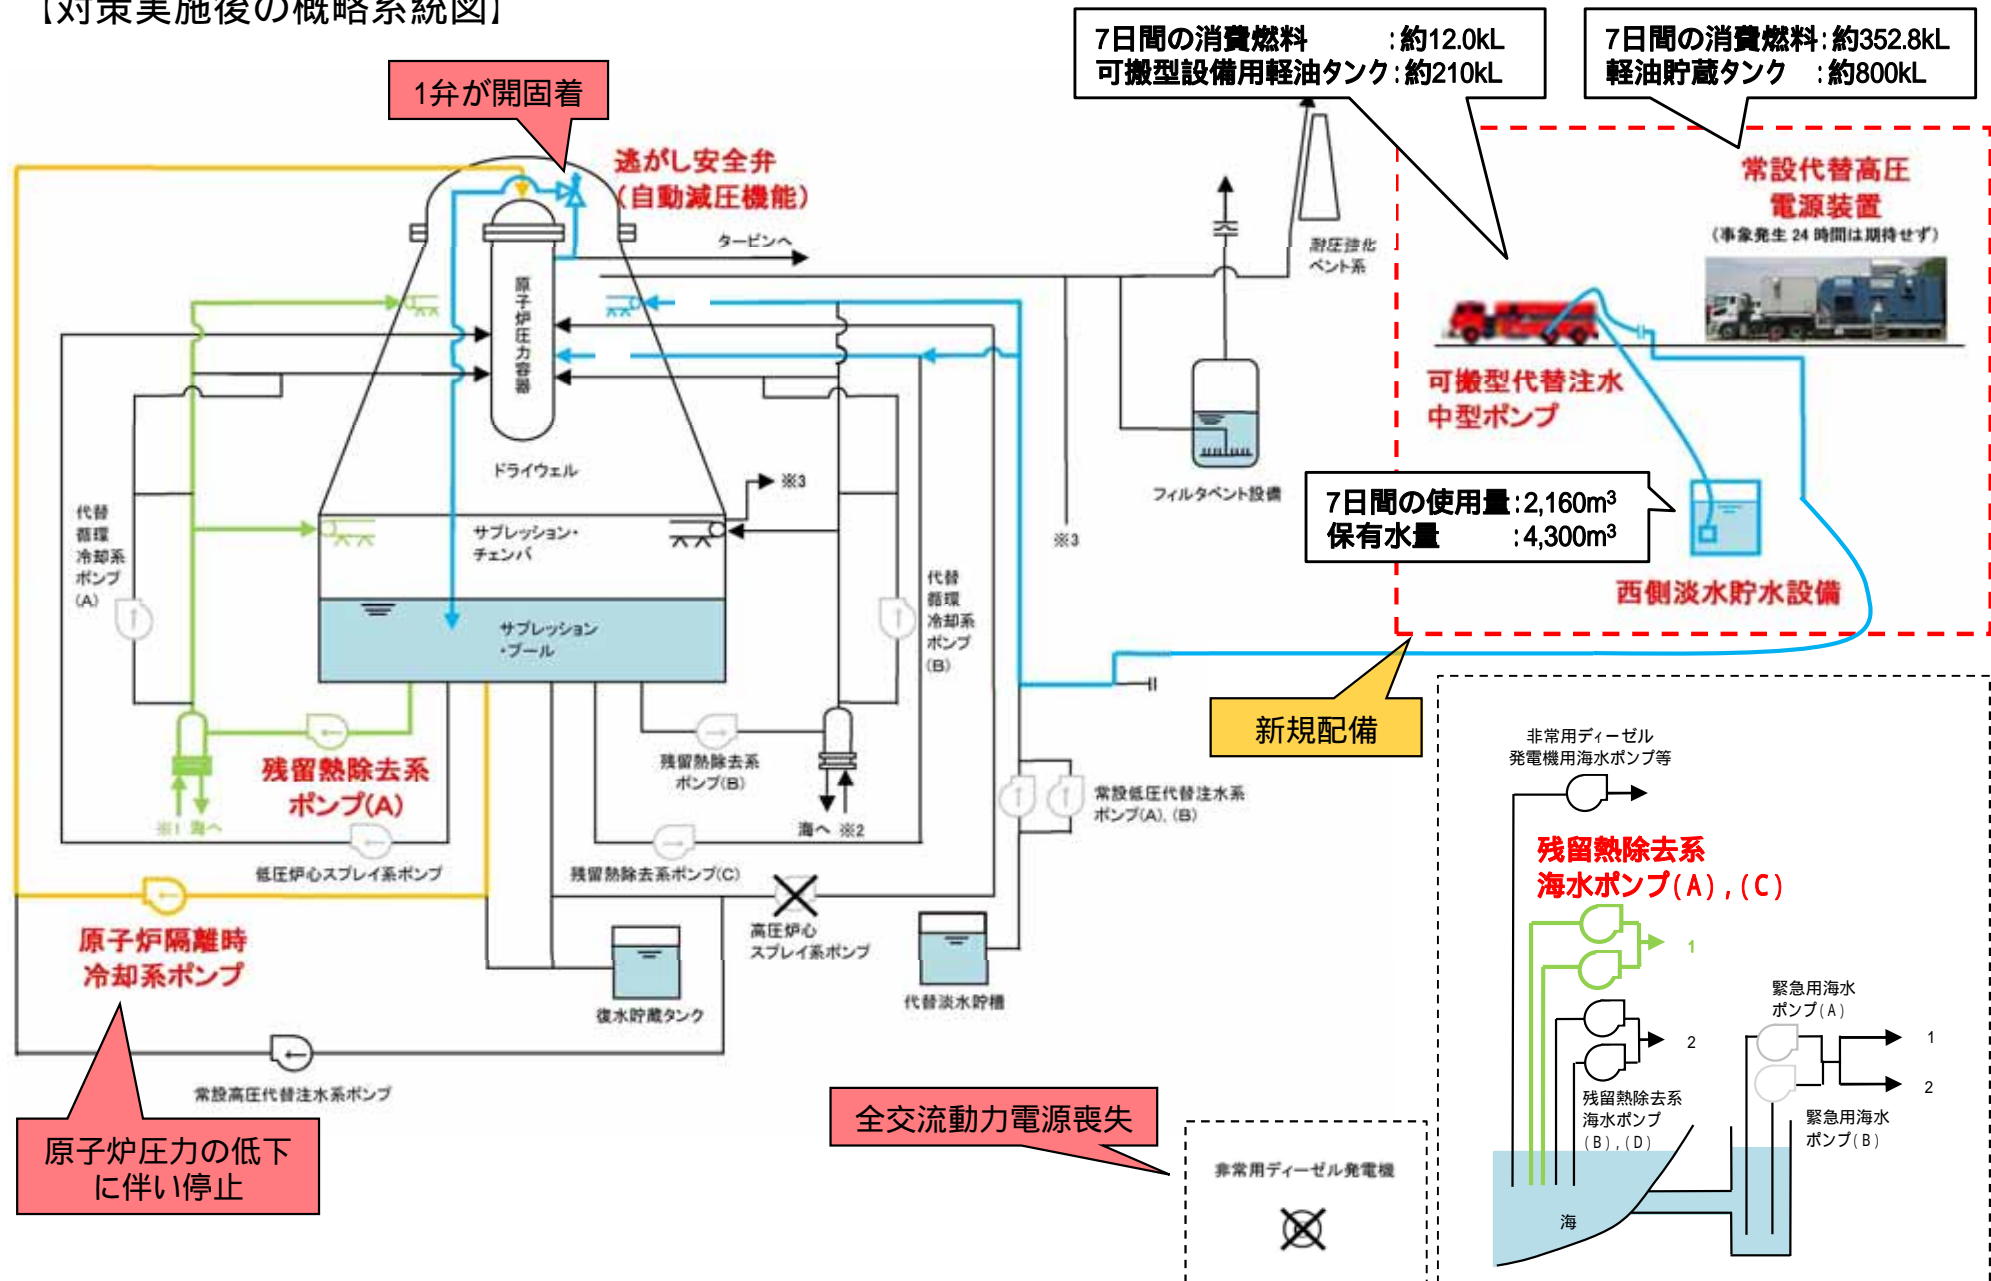 【対策実施後の概略系統図】
7日間の消費燃料　　　:約12.0kL
可搬型設備用軽油タンク:約210kL
7日間の消費燃料:約352.8kL
軽油貯蔵タンク　:約800kL
1弁が開固着
逃がし安全弁
(自動減圧機能)
タービンへ
耐圧強化
ベント系
常設代替高圧
電源装置
(事象発生24時間は期待せず)
原子炉圧力容器
可搬型代替注水
中型ポンプ
ドライウェル
※3
フィルタベント設備
※3
7日間の使用量:2,160m³
保有水量　　　:4,300m³
西側淡水貯水設備
代替
循環
冷却系
ポンプ
(A)
サプレッション・
チェンバ
サプレッション
・プール
代替
循環
冷却系
ポンプ
(B)
新規配備
残留熱除去系
ポンプ(A)
※1 海へ
残留熱除去系
ポンプ(B)
海へ ※2
常設低圧代替注水系
ポンプ(A), (B)
低圧炉心スプレイ系ポンプ
残留熱除去系ポンプ(C)
原子炉隔離時
冷却系ポンプ
高圧炉心
スプレイ系ポンプ
復水貯蔵タンク
代替淡水貯槽
常設高圧代替注水系ポンプ
原子炉圧力の低下
に伴い停止
全交流動力電源喪失
非常用ディーゼル発電機
非常用ディーゼル
発電機用海水ポンプ等
残留熱除去系
海水ポンプ(A),(C)
1
2
残留熱除去系
海水ポンプ
(B),(D)
緊急用海水
ポンプ(A)
1
2
緊急用海水
ポンプ(B)
海